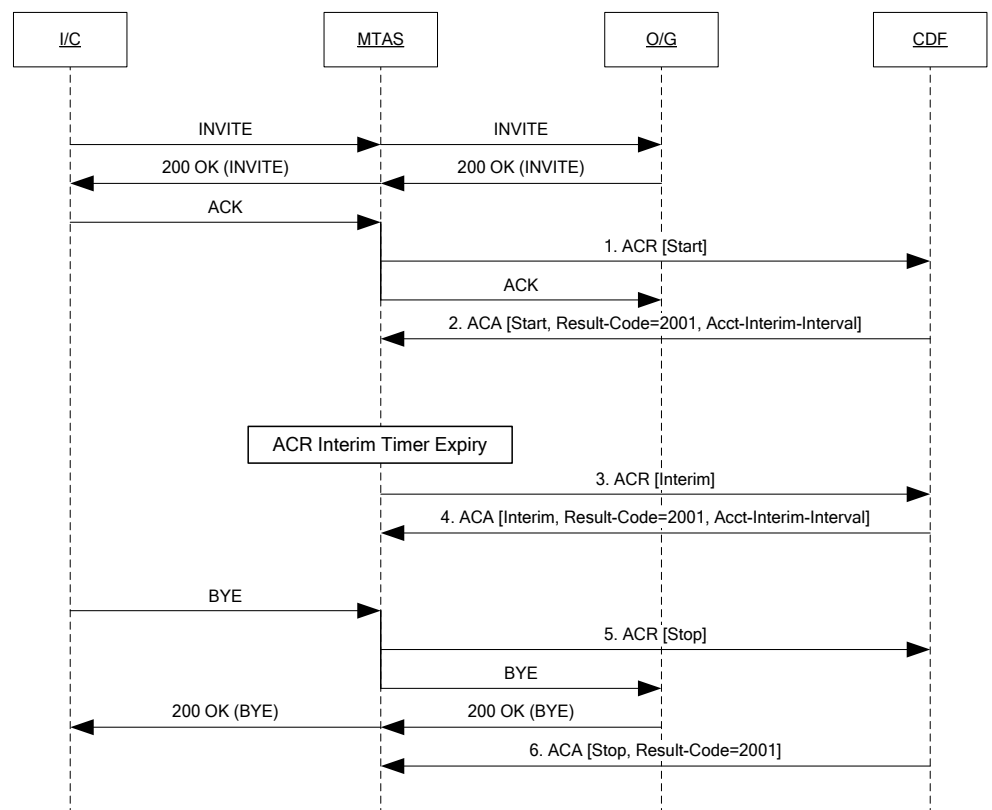 I/C
MTAS
O/G
CDF
INVITE
INVITE
200 OK (INVITE)
200 OK (INVITE)
ACK
1. ACR [Start]
ACK
2. ACA [Start, Result-Code=2001, Acct-Interim-Interval]
ACR Interim Timer Expiry
3. ACR [Interim]
4. ACA [Interim, Result-Code=2001, Acct-Interim-Interval]
BYE
5. ACR [Stop]
BYE
200 OK (BYE)
200 OK (BYE)
6. ACA [Stop, Result-Code=2001]